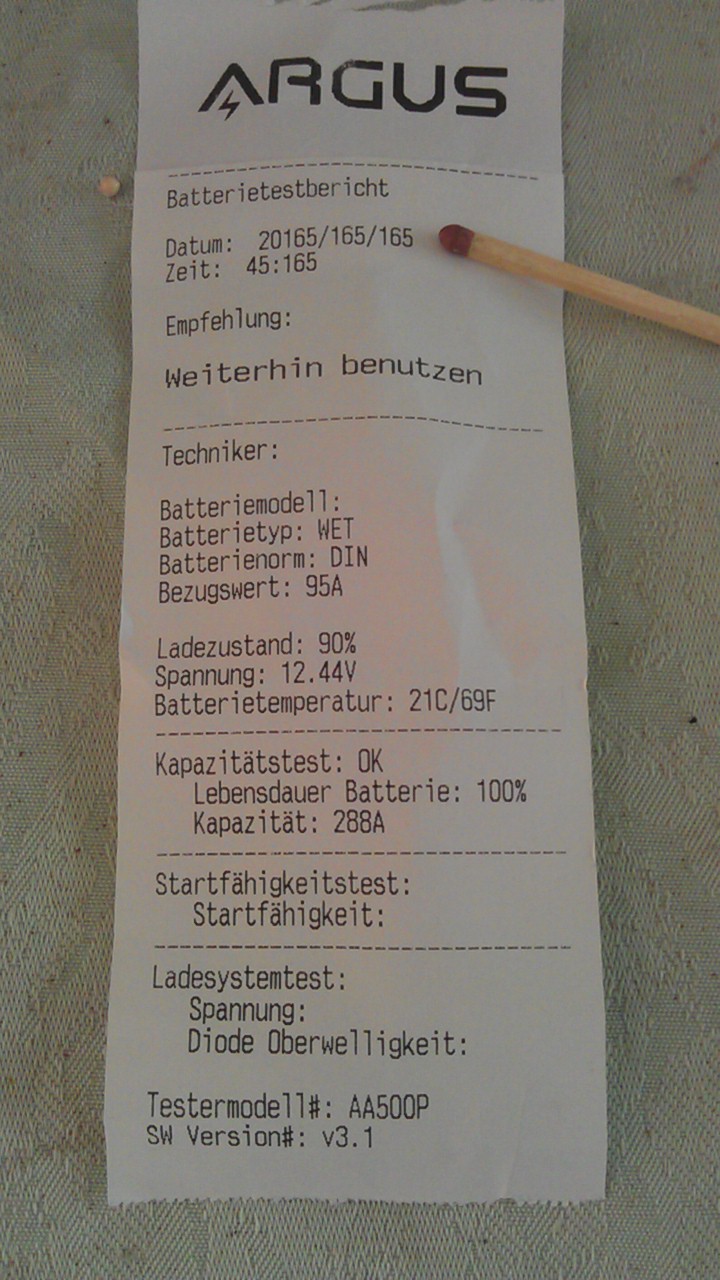 ARGUS
Batterietestbericht
Datum: 20165/165/165
Zeit: 45:165
Empfehlung:
Weiterhin benutzen
Techniker:
Batteriemodell:
Batterietyp: WET
Batterienorm: DIN
Bezugswert: 95A
Ladezustand: 90%
Spannung: 12.44V
Batterietemperatur: 21C/69F
Kapazitätstest: OK
Lebensdauer Batterie: 100%
Kapazität: 288A
Startfähigkeitstest:
Startfähigkeit:
Ladesystemtest:
Spannung:
Diode Oberwelligkeit:
Testermodell#: AA500P
SW Version#: v3.1